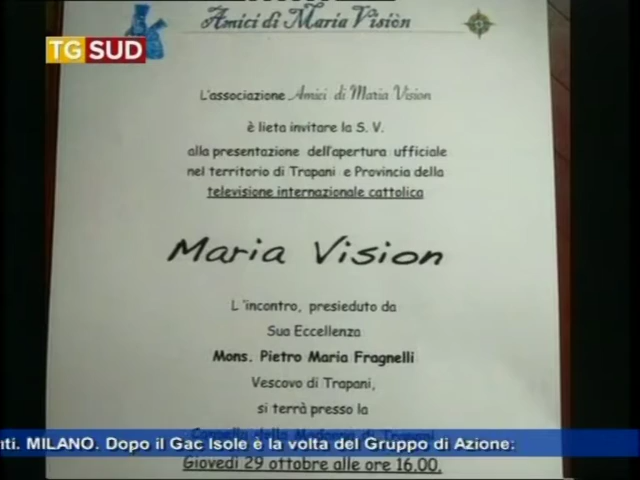 Amici di Maria Visiòn
TG SUD
L'associazione Amici di Maria Vision
è lieta invitare la S. V.
alla presentazione dell'apertura ufficiale
nel territorio di Trapani e Provincia della
televisione internazionale cattolica
Maria Vision
L 'incontro, presieduto da
Sua Eccellenza
Mons. Pietro Maria Fragnelli
Vescovo di Trapani,
si terrà presso la
nti. MILANO. Dopo il Gac Isole è la volta del Gruppo di Azione:
Giovedì 29 ottobre alle ore 16.00.